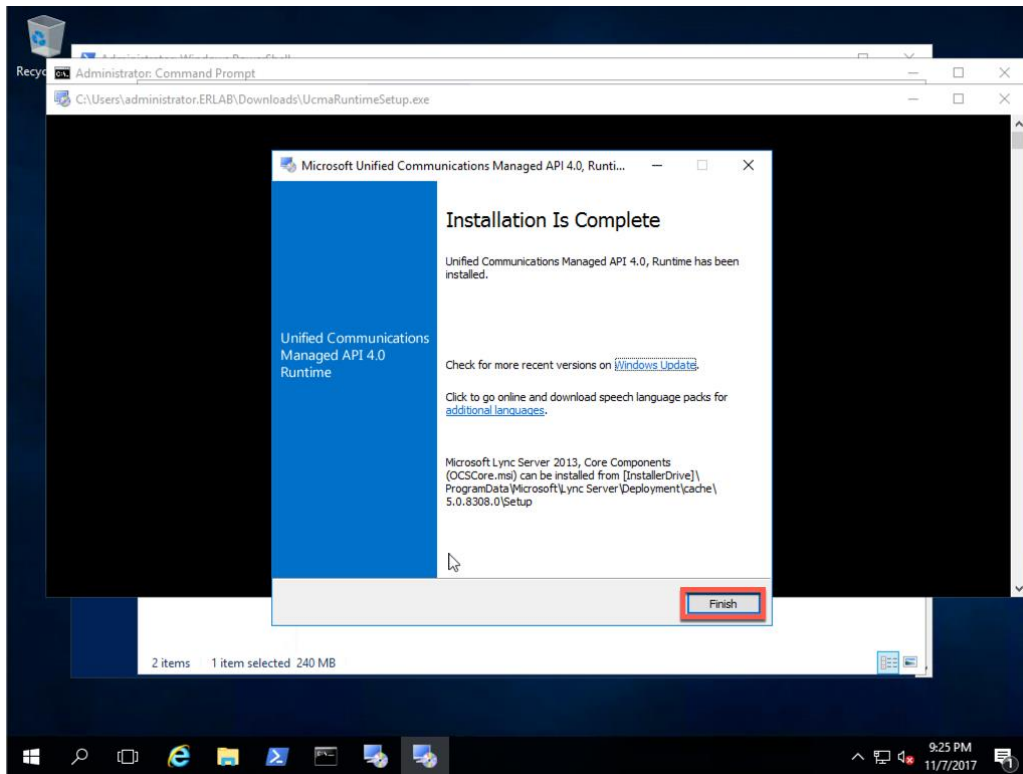 Administrator: Windows PowerShell
Recyc
Administrator: Command Prompt
C:\Users\administrator.ERLAB\Downloads\UcmaRuntimeSetup.exe
Microsoft Unified Communications Managed API 4.0, Runti...
Installation Is Complete
Unified Communications Managed API 4.0, Runtime has been
installed.
Unified Communications
Managed API 4.0
Runtime
Check for more recent versions on Windows Update.
Click to go online and download speech language packs for
additional languages.
Microsoft Lync Server 2013, Core Components
(OCSCore.msi) can be installed from [InstallerDrive]\
ProgramData\Microsoft\Lync Server\Deployment\cache\
5.0.8308.0\Setup
Finish
2 items 1 item selected 240 MB
9:25 PM
11/7/2017
1